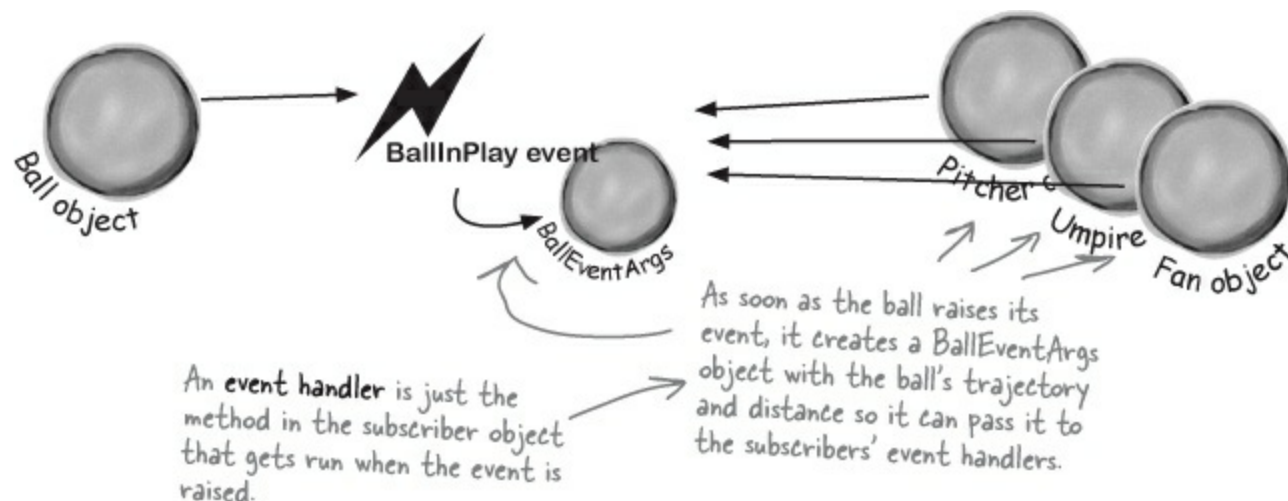 Ball object
BallInPlay event
BallEventArgs
Pitcher
Umpire
Fan object
As soon as the ball raises its
event, it creates a BallEventArgs
object with the ball's trajectory
and distance so it can pass it to
the subscribers' event handlers.
An event handler is just the
method in the subscriber object
that gets run when the event is
raised.